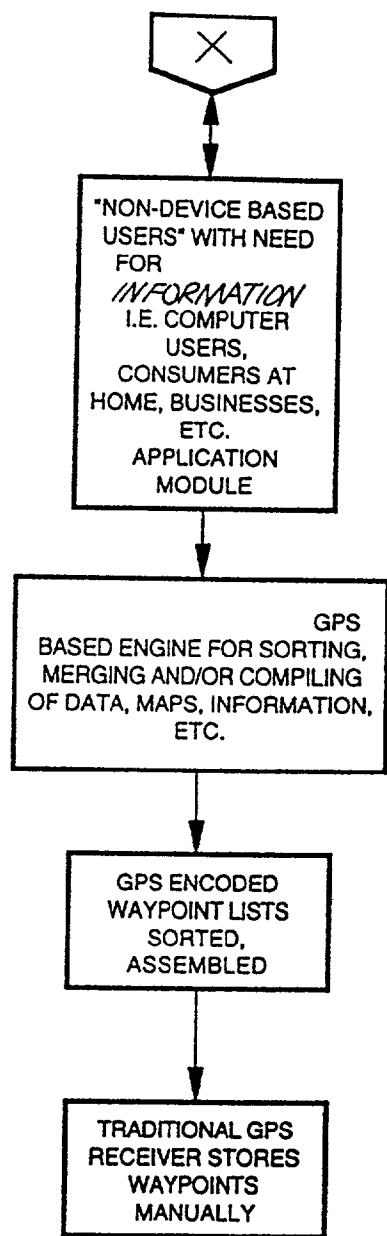 X
"NON-DEVICE BASED
USERS" WITH NEED
FOR
INFORMATION
I.E. COMPUTER
USERS,
CONSUMERS AT
HOME, BUSINESSES,
ETC.
APPLICATION
MODULE
GPS
BASED ENGINE FOR SORTING,
MERGING AND/OR COMPILING
OF DATA, MAPS, INFORMATION,
ETC.
GPS ENCODED
WAYPOINT LISTS
SORTED,
ASSEMBLED
TRADITIONAL GPS
RECEIVER STORES
WAYPOINTS
MANUALLY